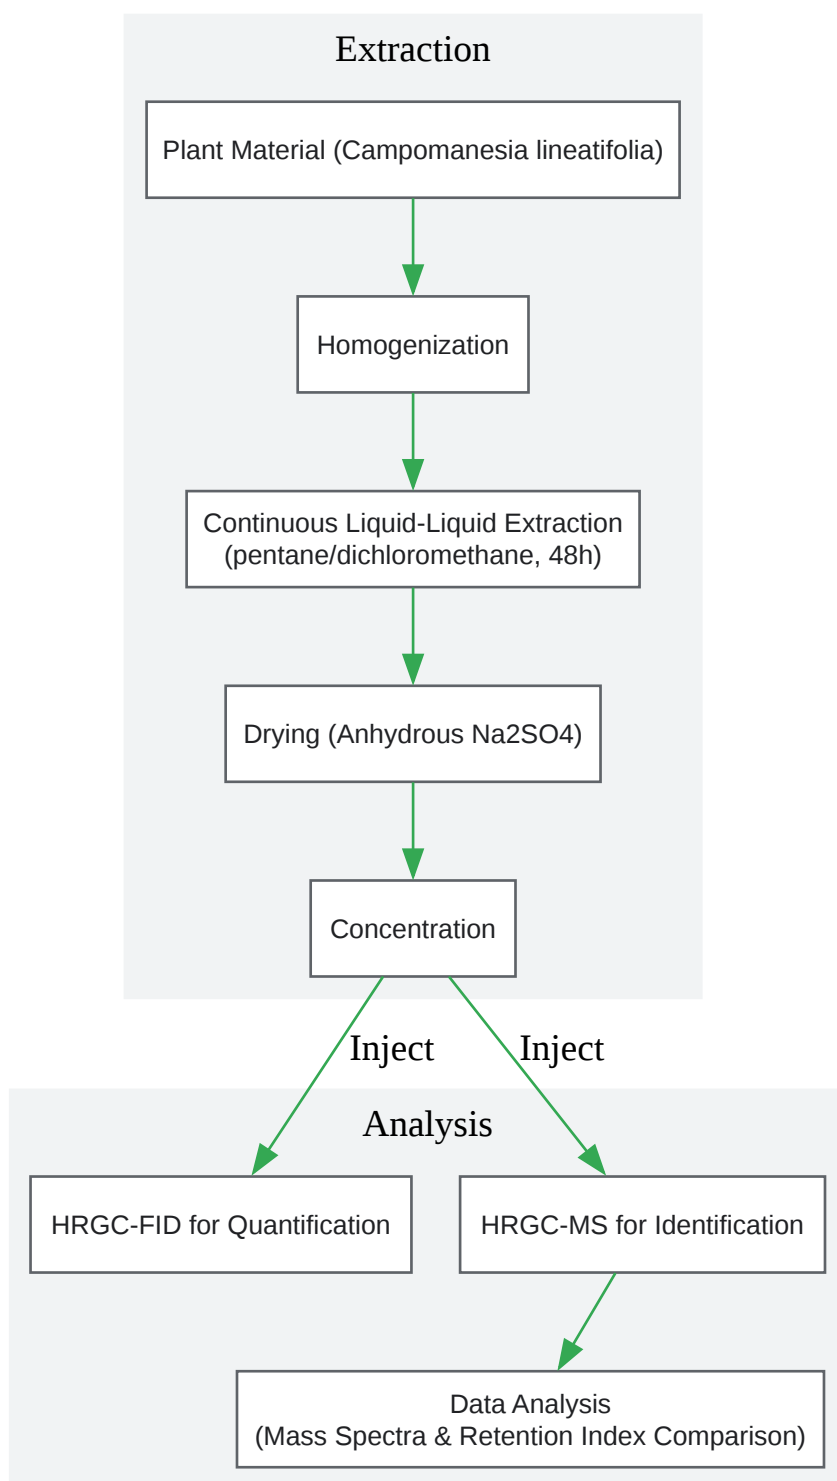 Extraction
Plant Material (Campomanesia lineatifolia)
Homogenization
Continuous Liquid-Liquid Extraction
(pentane/dichloromethane, 48h)
Drying (Anhydrous Na2SO4)
Concentration
Inject
Inject
Analysis
HRGC-FID for Quantification
HRGC-MS for Identification
Data Analysis
(Mass Spectra & Retention Index Comparison)